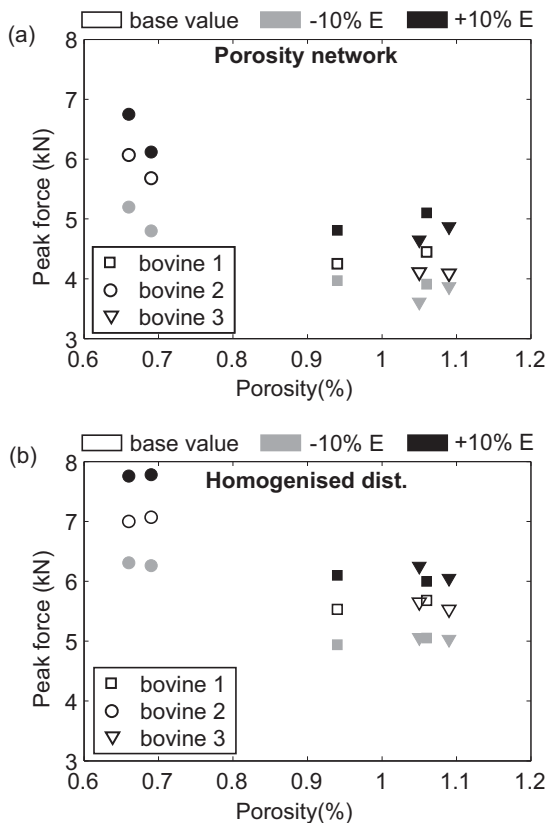 (a)
base value -10% E +10% E
Porosity network
8
7
6
5
4
3
Peak force (kN)
bovine 1
bovine 2
bovine 3
0.6 0.7 0.8 0.9 1 1.1 1.2
Porosity(%)
(b)
base value -10% E +10% E
Homogenised dist.
8
7
6
5
4
3
Peak force (kN)
bovine 1
bovine 2
bovine 3
0.6 0.7 0.8 0.9 1 1.1 1.2
Porosity(%)